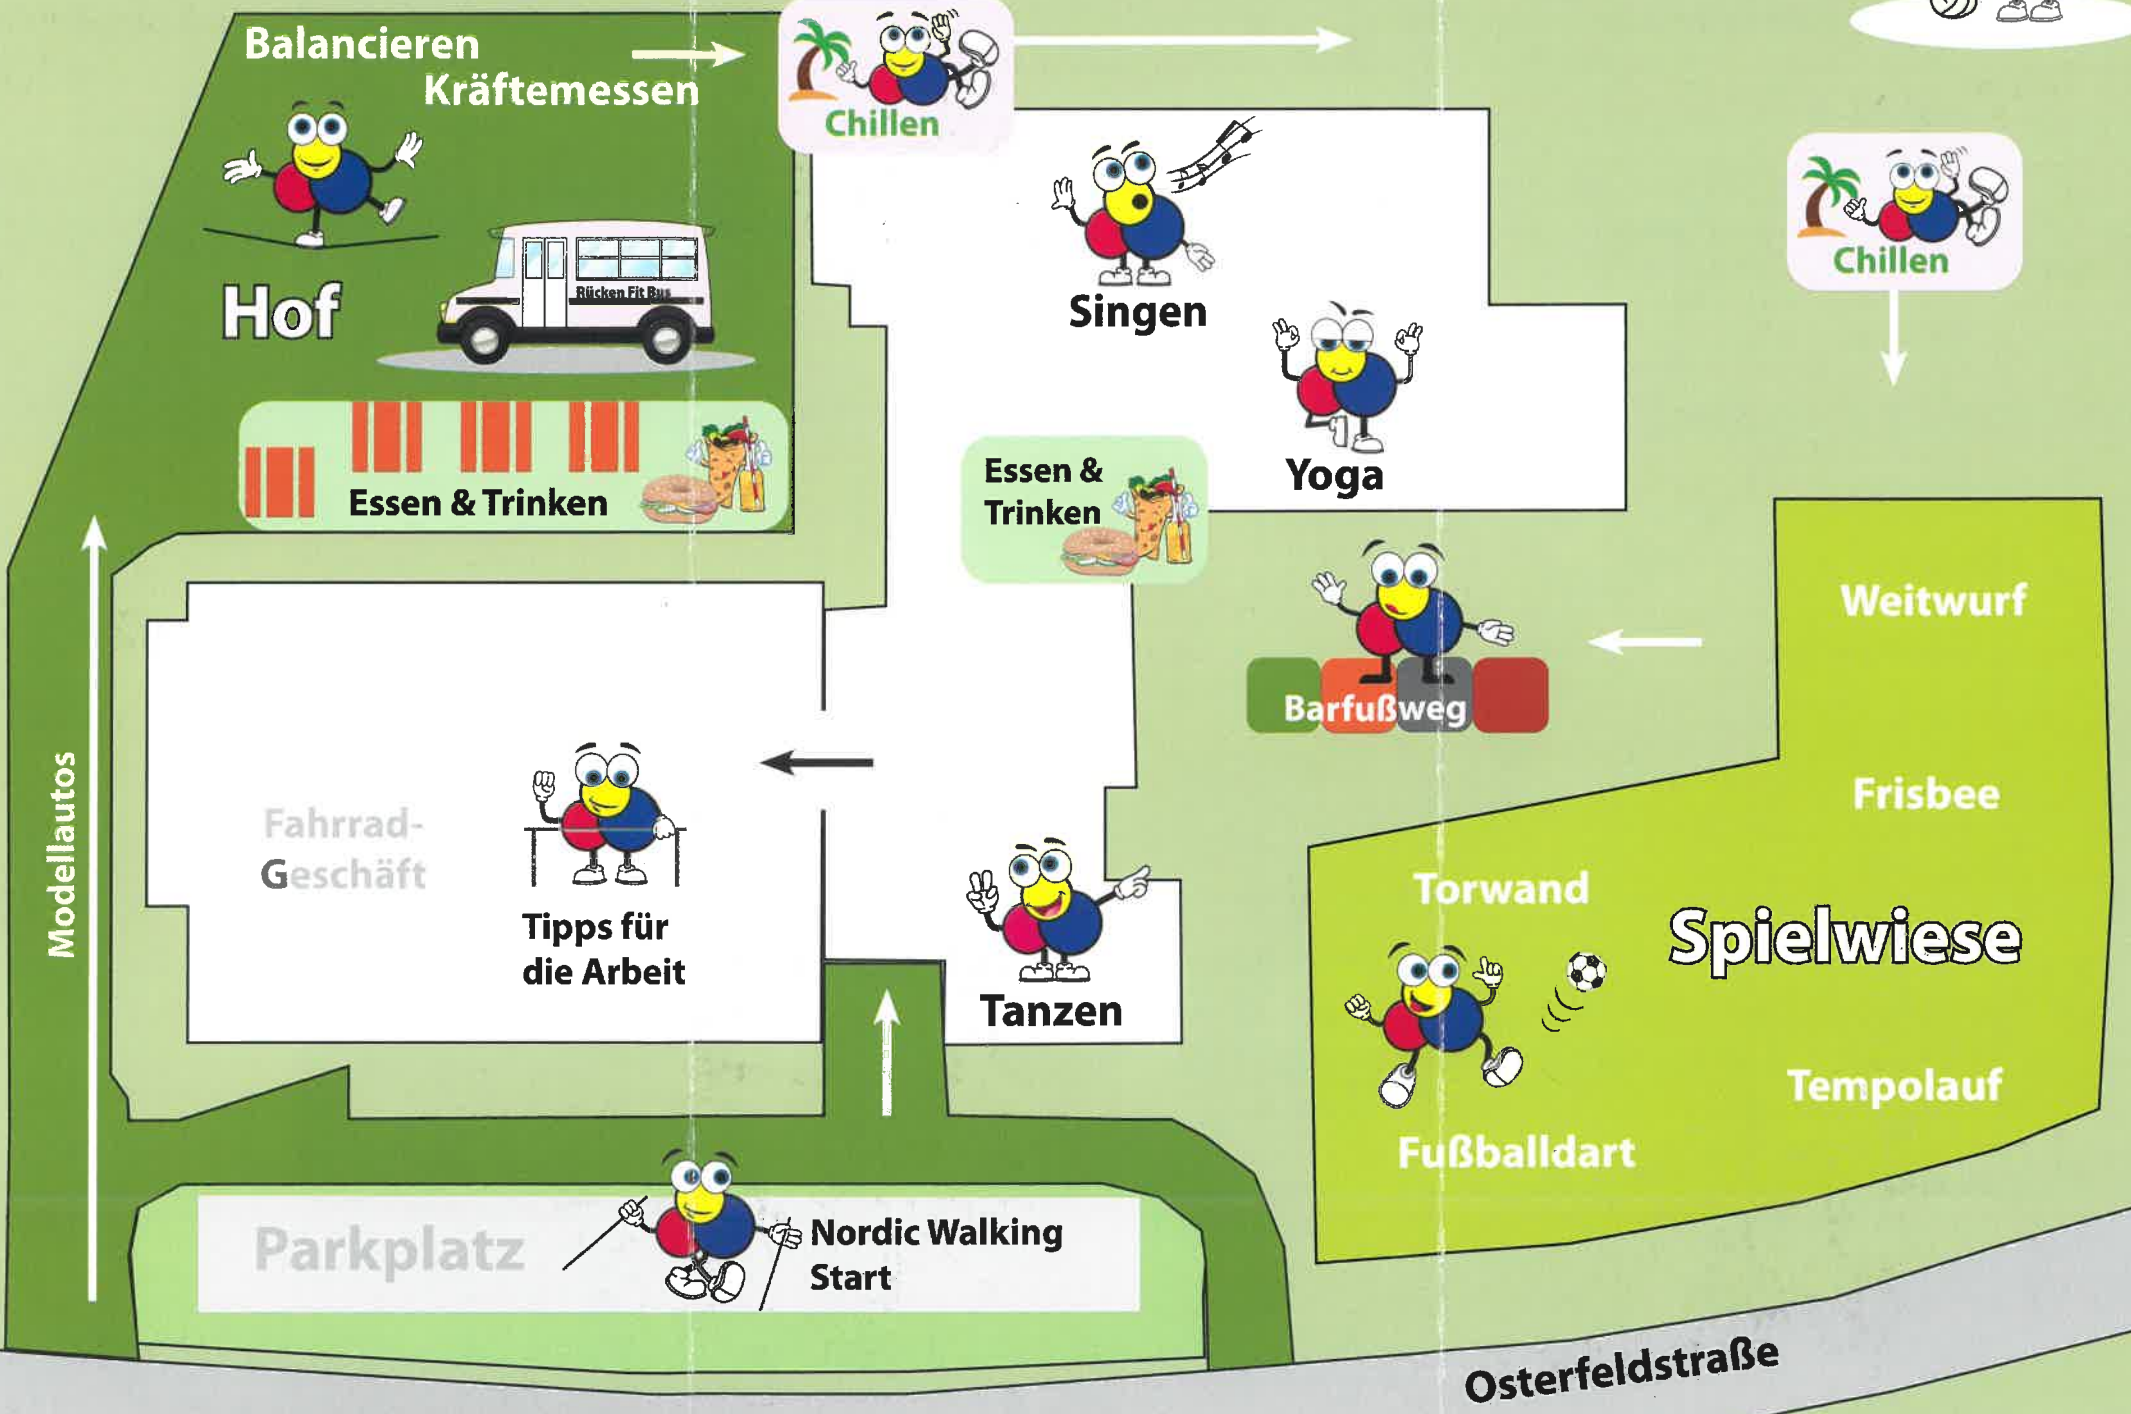 Balancieren
Kräftemessen
Chillen
Singen
Chillen
Hof
Rücken Fit Bus
Yoga
Essen & Trinken
Essen &
Trinken
Weitwurf
Barfußweg
Modellautos
Fahrrad-
Geschäft
Frisbee
Torwand
Tipps für
die Arbeit
Spielwiese
Tanzen
Tempolauf
Fußballdart
Parkplatz
Nordic Walking
Start
Osterfeldstraße